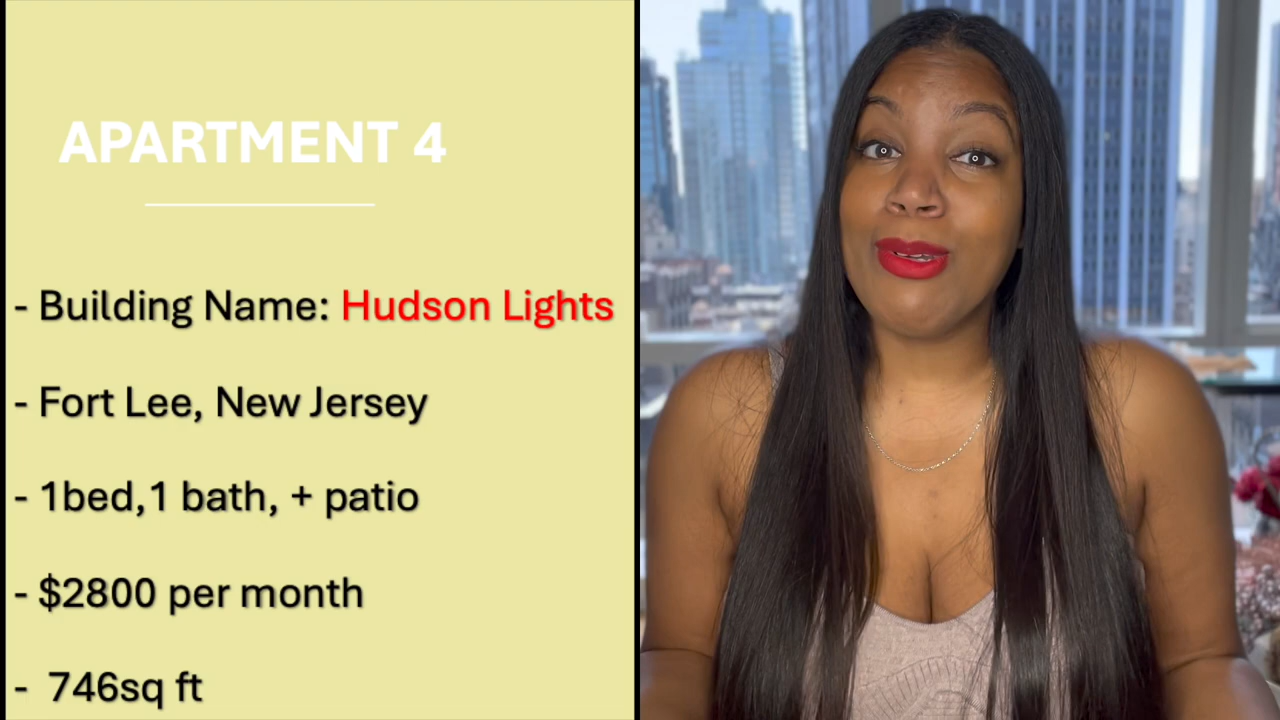 APARTMENT 4
- Building Name: Hudson Lights
- Fort Lee, New Jersey
- 1bed,1 bath, + patio
- $2800 per month
- 746sq ft